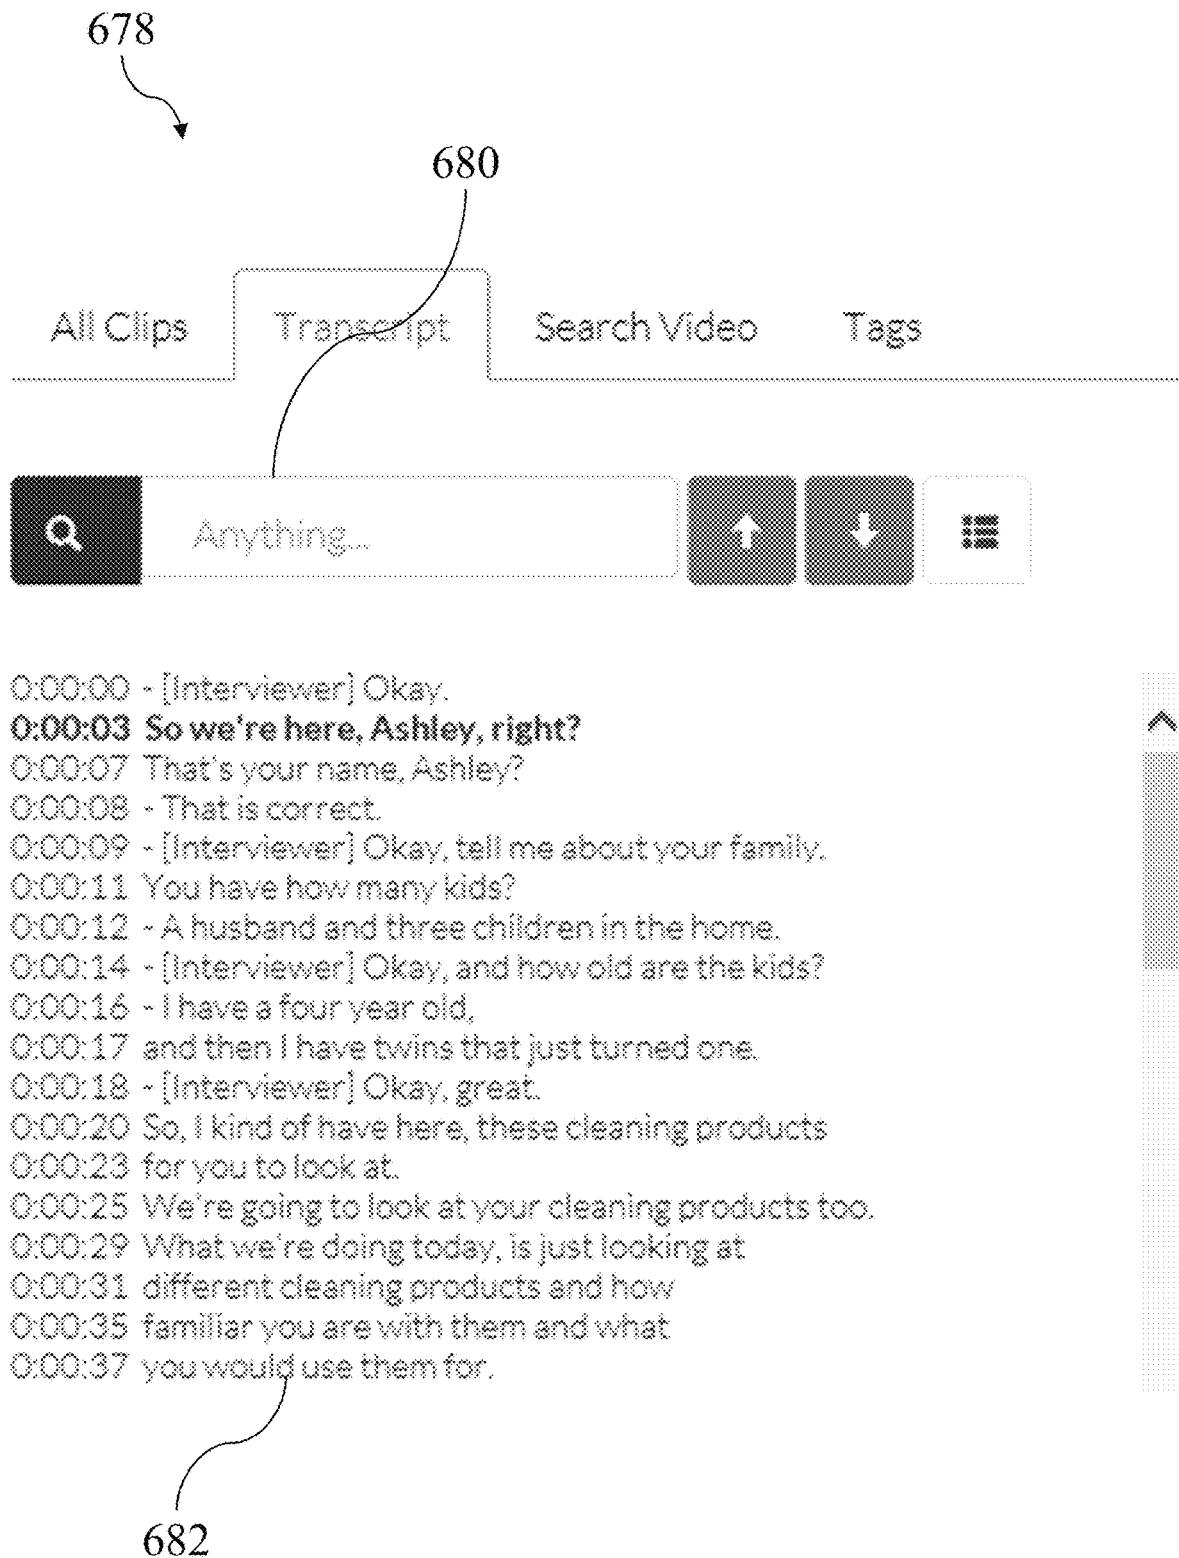 678
680
All Clips Transcript Search Video Tags
Anything...
0:00:00 - [Interviewer] Okay.
0:00:03 So we're here, Ashley, right?
0:00:07 That's your name, Ashley?
0:00:08 - That is correct.
0:00:09 - [Interviewer] Okay, tell me about your family.
0:00:11 You have how many kids?
0:00:12 - A husband and three children in the home.
0:00:14 - [Interviewer] Okay, and how old are the kids?
0:00:16 - I have a four year old,
0:00:17 and then I have twins that just turned one.
0:00:18 - [Interviewer] Okay, great.
0:00:20 So, I kind of have here, these cleaning products
0:00:23 for you to look at.
0:00:25 We're going to look at your cleaning products too.
0:00:29 What we're doing today, is just looking at
0:00:31 different cleaning products and how
0:00:35 familiar you are with them and what
0:00:37 you would use them for.
682